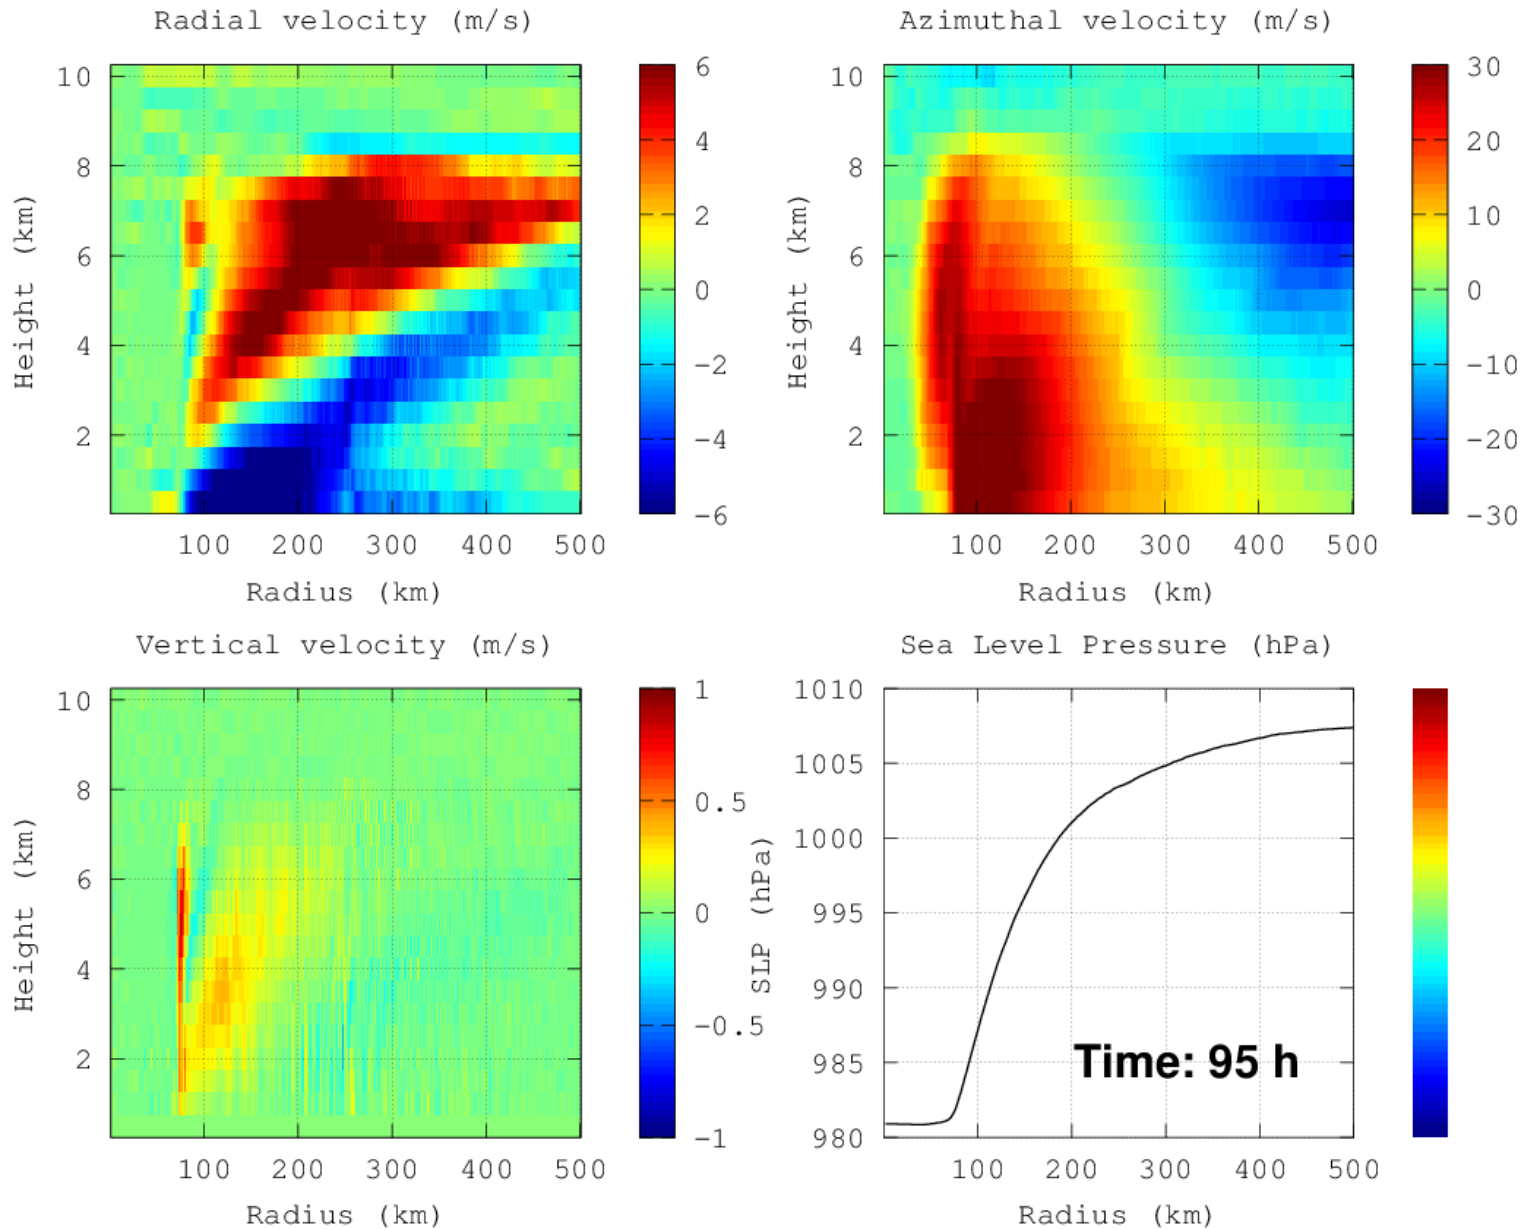 Radial velocity (m/s)
10
8
6
4
2
Height (km)
100 200 300 400 500
Radius (km)
6
4
2
0
−2
−4
−6
Azimuthal velocity (m/s)
10
8
6
4
2
Height (km)
100 200 300 400 500
Radius (km)
30
20
10
0
−10
−20
−30
Vertical velocity (m/s)
10
8
6
4
2
Height (km)
100 200 300 400 500
Radius (km)
1
0.5
0
−0.5
−1
Sea Level Pressure (hPa)
1010
1005
1000
995
990
985
980
SLP (hPa)
Time: 95 h
100 200 300 400 500
Radius (km)